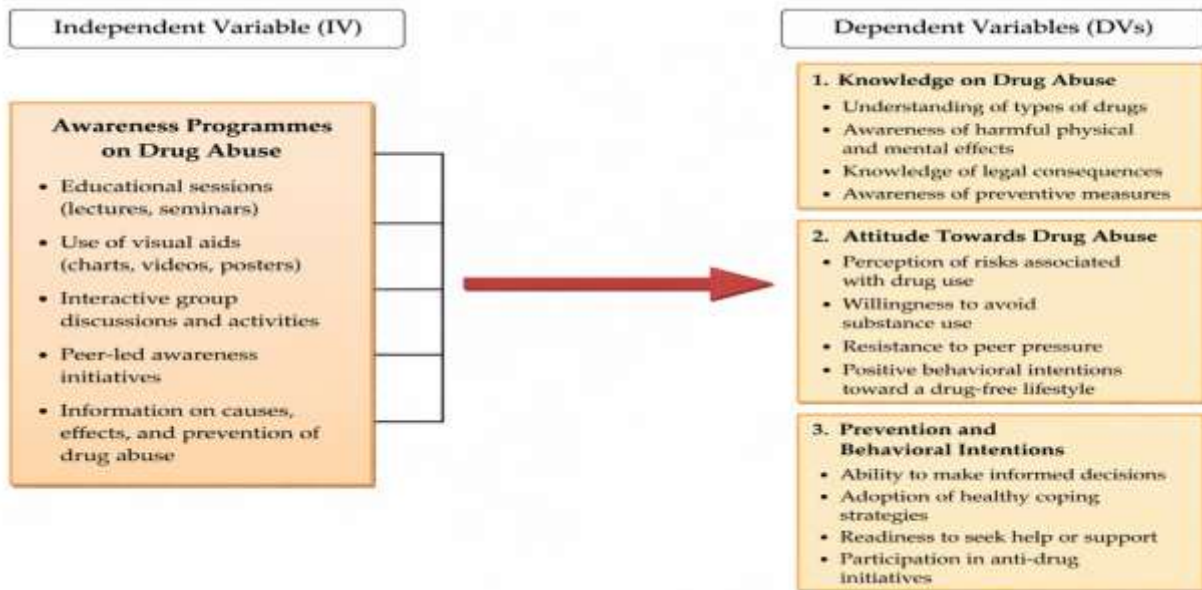 Independent Variable (IV)
Awareness Programmes
on Drug Abuse
• Educational sessions
(lectures, seminars)
• Use of visual aids
(charts, videos, posters)
• Interactive group
discussions and activities
• Peer-led awareness
initiatives
• Information on causes,
effects, and prevention of
drug abuse
Dependent Variables (DVs)
1. Knowledge on Drug Abuse
• Understanding of types of drugs
• Awareness of harmful physical
and mental effects
• Knowledge of legal consequences
• Awareness of preventive measures
2. Attitude Towards Drug Abuse
• Perception of risks associated
with drug use
• Willingness to avoid
substance use
• Resistance to peer pressure
• Positive behavioral intentions
toward a drug-free lifestyle
3. Prevention and
Behavioral Intentions
• Ability to make informed decisions
• Adoption of healthy coping
strategies
• Readiness to seek help or support
• Participation in anti-drug
initiatives